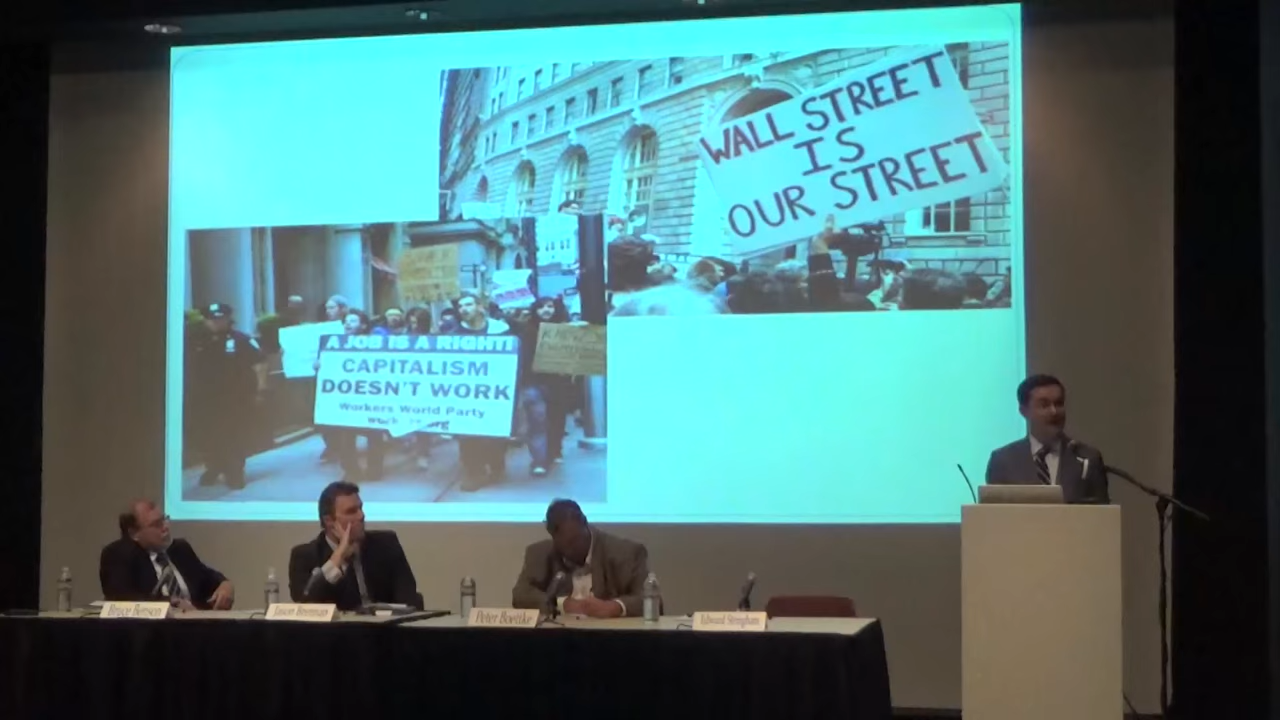 WALL STREET
IS
OUR STREET
A JOB IS A RIGHT!
CAPITALISM
DOESN'T WORK
Workers World Party
Bruce Benson
Jason Brennan
Peter Boettke
Edward Stringham